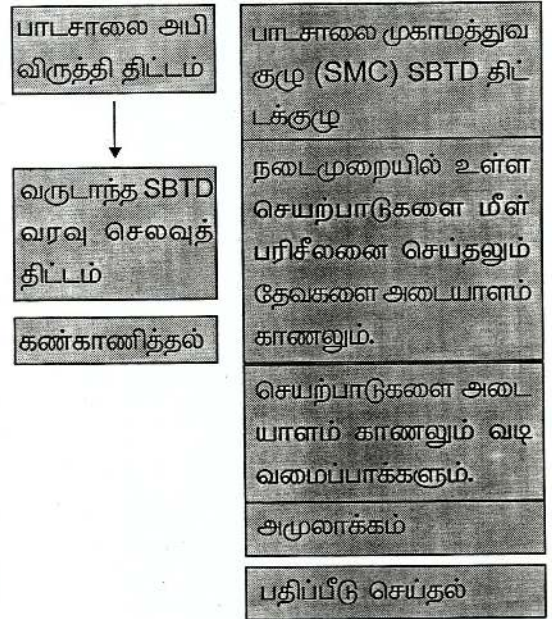 பாடசாலை அபி
விருத்தி திட்டம்
வருடாந்த SBTD
வரவு செலவுத்
திட்டம்
கண்காணித்தல்
பாடசாலை முகாமத்துவ
குழு (SMC) SBTD திட்
டக்குழு
நடைமுறையில் உள்ள
செயற்பாடுகளை மீள்
பரிசீலனை செய்தலும்
தேவகளை அடையாளம்
காணலும்.
செயற்பாடுகளை அடை
யாளம் காணலும் வடி
வமைப்பாக்களும்.
அமுலாக்கம்
பதிப்பீடு செய்தல்